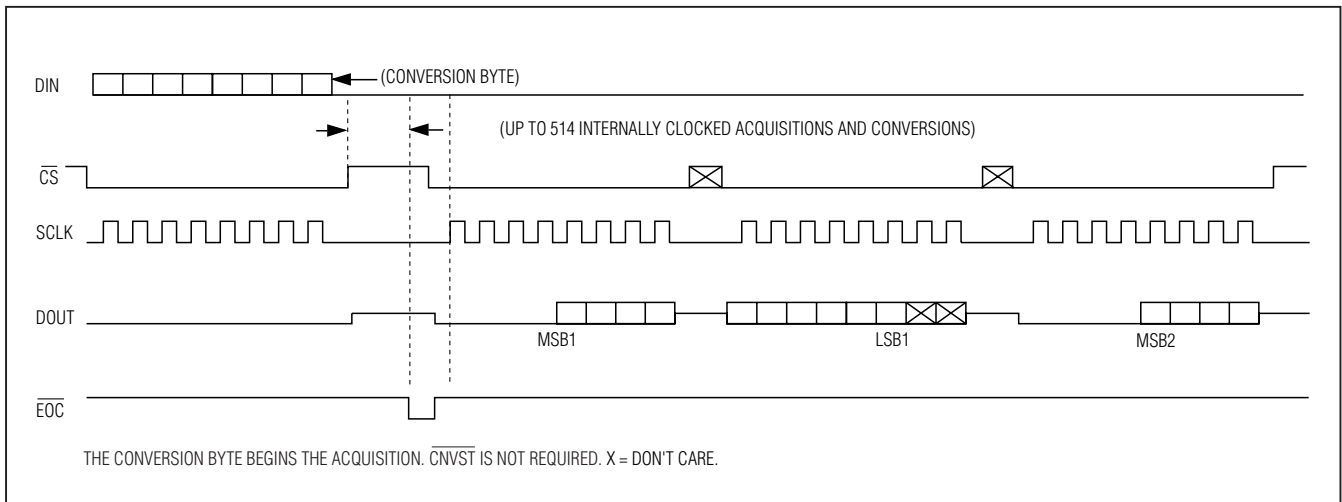 DIN
(CONVERSION BYTE)
(UP TO 514 INTERNALLY CLOCKED ACQUISITIONS AND CONVERSIONS)
CS
SCLK
DOUT
MSB1
LSB1
MSB2
EOC
THE CONVERSION BYTE BEGINS THE ACQUISITION. CNVST IS NOT REQUIRED. X = DON'T CARE.